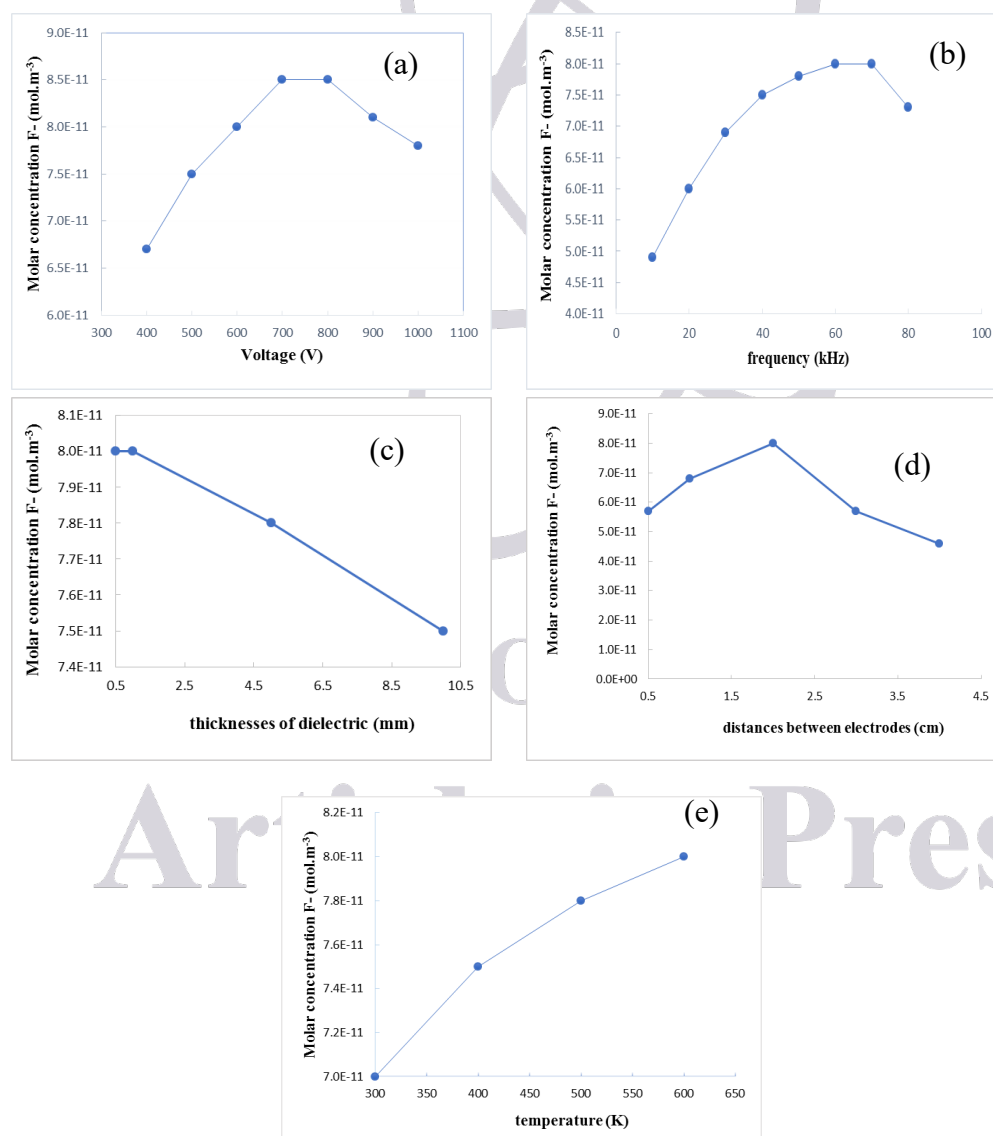 9.0E-11
8.5E-11
8.0E-11
7.5E-11
7.0E-11
6.5E-11
6.0E-11
300 400 500 600 700 800 900 1000 1100
Molar concentration F- (mol.m-3)
Voltage (V)
(a)
8.5E-11
8.0E-11
7.5E-11
7.0E-11
6.5E-11
6.0E-11
5.5E-11
5.0E-11
4.5E-11
4.0E-11
0 20 40 60 80 100
Molar concentration F- (mol.m-3)
frequency (kHz)
(b)
8.1E-11
8.0E-11
7.9E-11
7.8E-11
7.7E-11
7.6E-11
7.5E-11
7.4E-11
0.5 2.5 4.5 6.5 8.5 10.5
Molar concentration F- (mol.m-3)
thicknesses of dielectric (mm)
(c)
9.0E-11
8.0E-11
7.0E-11
6.0E-11
5.0E-11
4.0E-11
3.0E-11
2.0E-11
1.0E-11
0.0E+00
0.5 1.5 2.5 3.5 4.5
Molar concentration F- (mol.m-3)
distances between electrodes (cm)
(d)
8.2E-11
8.0E-11
7.8E-11
7.6E-11
7.4E-11
7.2E-11
7.0E-11
300 350 400 450 500 550 600 650
Molar concentration F- (mol.m-3)
temperature (K)
(e)